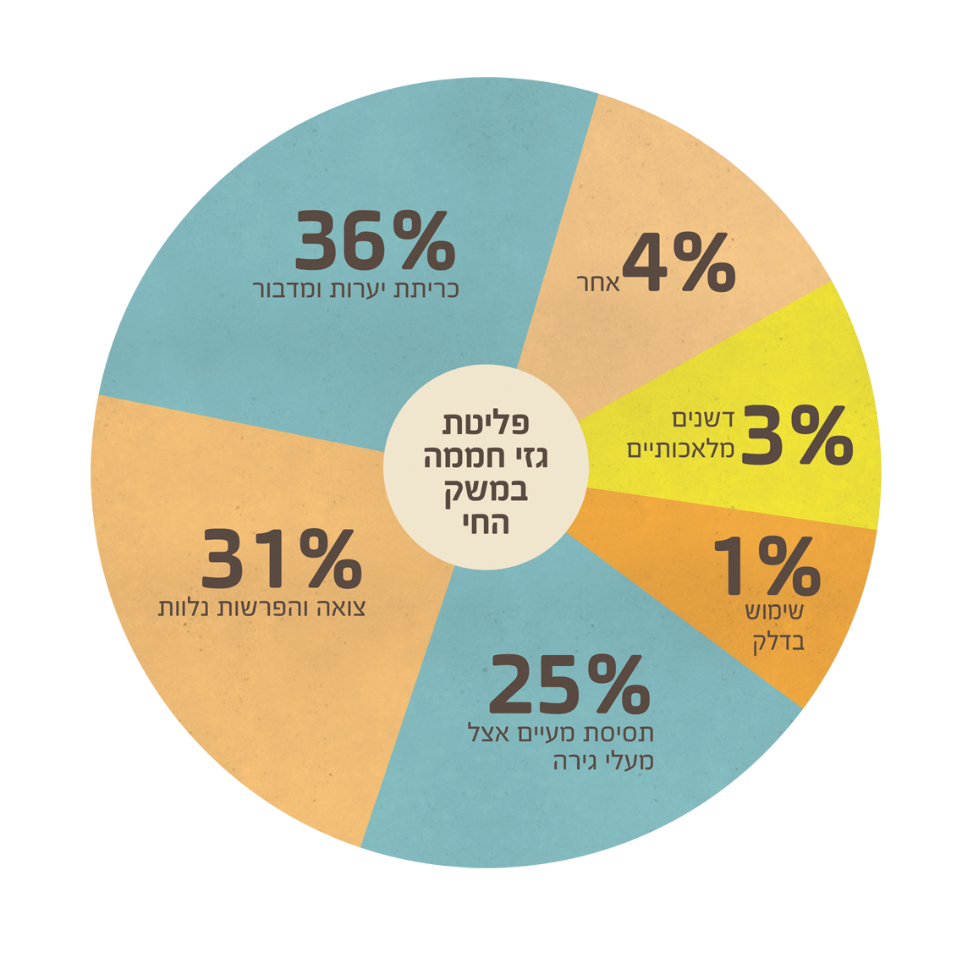 36%
כריתת יערות ומדבור
4% אחר
3% דשנים
מלאכותיים
פליטת
גזי חממה
במשק
החי
1%
שימוש
בדלק
31%
צואה והפרשות נלוות
25%
תסיסת מעיים אצל
מעלי גירה